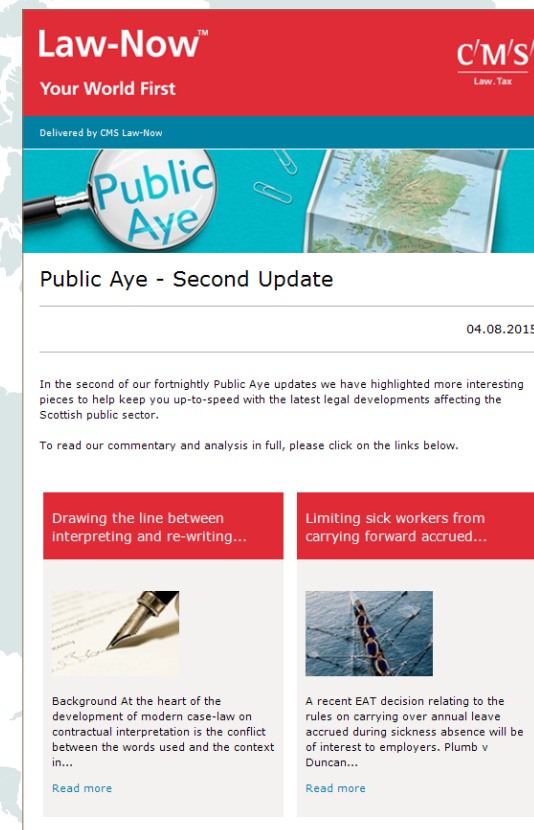 Law-Now™
C/M/S/
Law.Tax
Your World First
Delivered by CMS Law-Now
Public
Aye
Public Aye - Second Update
04.08.2015
In the second of our fortnightly Public Aye updates we have highlighted more interesting
pieces to help keep you up-to-speed with the latest legal developments affecting the
Scottish public sector.
To read our commentary and analysis in full, please click on the links below.
Drawing the line between
interpreting and re-writing...
Background At the heart of the
development of modern case-law on
contractual interpretation is the conflict
between the words used and the context
in...
Read more
Limiting sick workers from
carrying forward accrued...
A recent EAT decision relating to the
rules on carrying over annual leave
accrued during sickness absence will be
of interest to employers. Plumb v
Duncan...
Read more